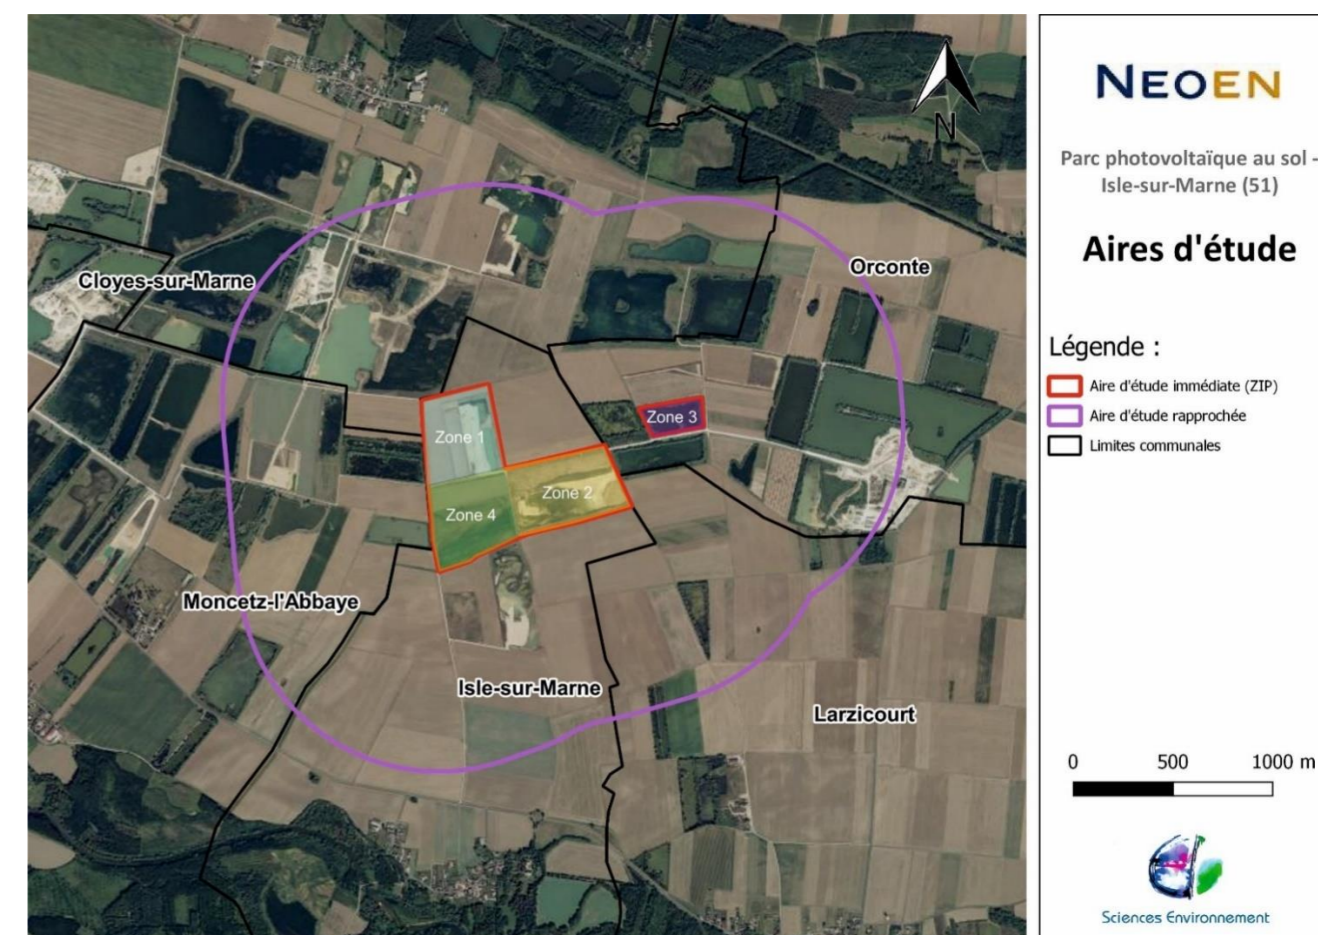 N
Cloyes-sur-Marne
Orconte
Zone 1
Zone 3
Zone 2
Zone 4
Moncetz-l'Abbaye
Isle-sur-Marne
Larzicourt
NEOEN
Parc photovoltaïque au sol -
Isle-sur-Marne (51)
Aires d'étude
Légende :
Aire d'étude immédiate (ZIP)
Aire d'étude rapprochée
Limites communales
0 500 1000 m
Sciences Environnement